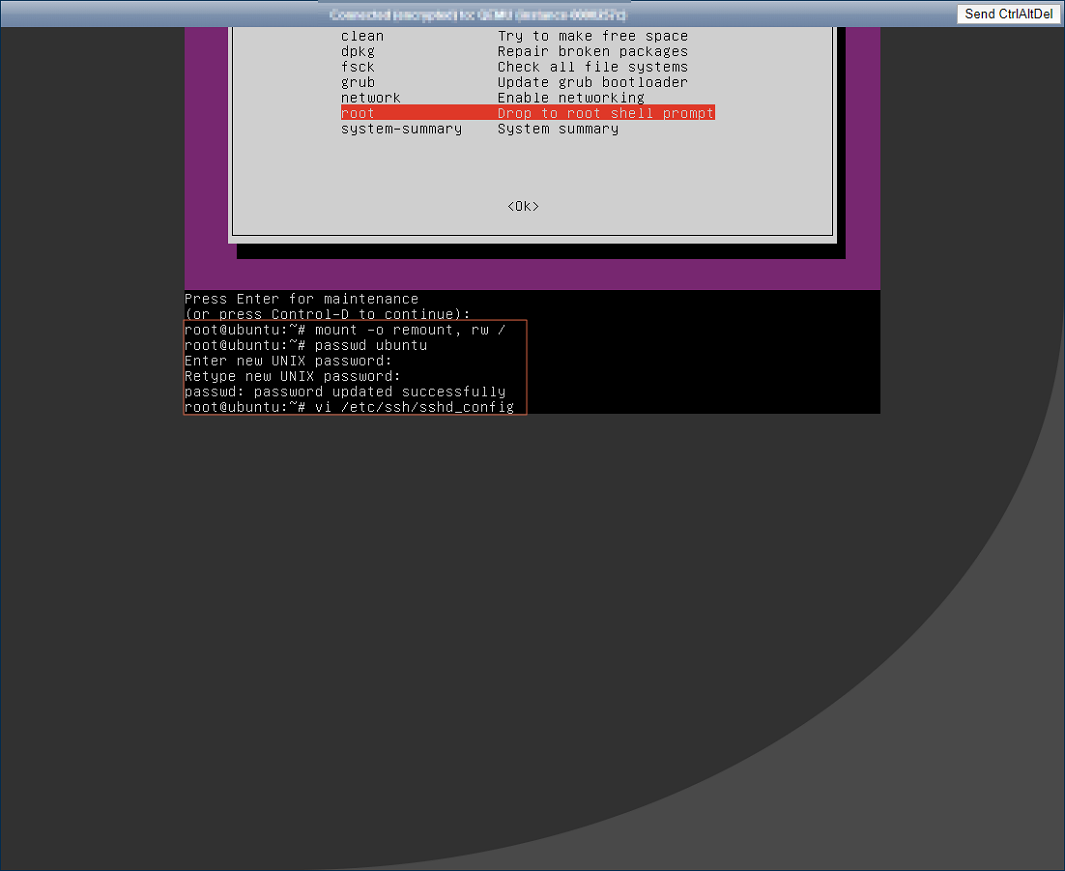 Connected (encrypted) to: QEMU
Send CtrlAltDel
clean Try to make free space
dpkg Repair broken packages
fsck Check all file systems
grub Update grub bootloader
network Enable networking
root Drop to root shell prompt
system-summary System summary
<Ok>
Press Enter for maintenance
(or press Control-D to continue):
root@ubuntu:~# mount -o remount, rw /
root@ubuntu:~# passwd ubuntu
Enter new UNIX password:
Retype new UNIX password:
passwd: password updated successfully
root@ubuntu:~# vi /etc/ssh/sshd_config